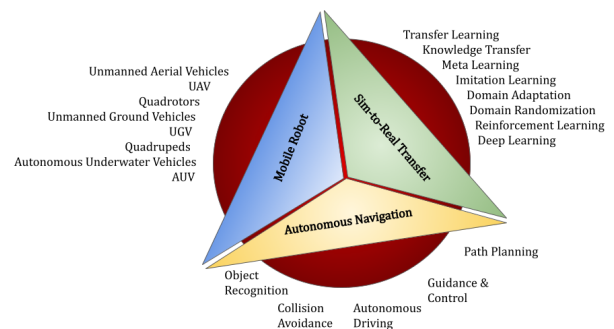 Transfer Learning
Knowledge Transfer
Meta Learning
Imitation Learning
Domain Adaptation
Domain Randomization
Reinforcement Learning
Deep Learning
Unmanned Aerial Vehicles
UAV
Quadrotors
Unmanned Ground Vehicles
UGV
Quadrupeds
Autonomous Underwater Vehicles
AUV
Mobile Robot
Sim-to-Real Transfer
Autonomous Navigation
Path Planning
Object
Recognition
Guidance &
Control
Collision
Avoidance
Autonomous
Driving